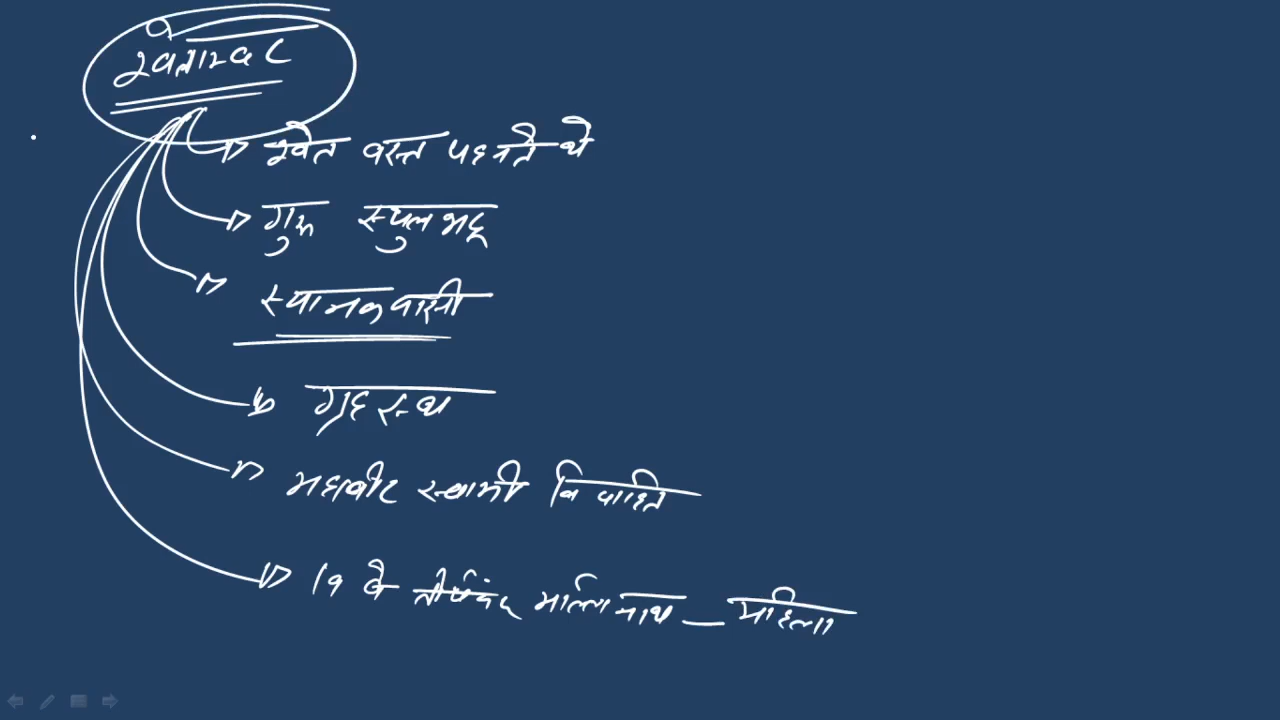 श्वेताम्बर
श्वेत वस्त्र पहनते थे
गुरु स्थुलभद्र
स्थानकवासी
गृहस्थ
महावीर स्वामी विवाहित
19 वे तीर्थंकर मल्लिनाथ — महिला